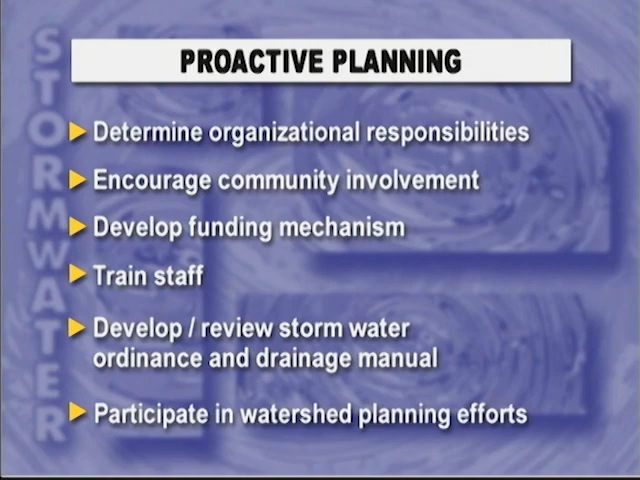 PROACTIVE PLANNING
STORMWATER
Determine organizational responsibilities
Encourage community involvement
Develop funding mechanism
Train staff
Develop / review storm water
ordinance and drainage manual
Participate in watershed planning efforts